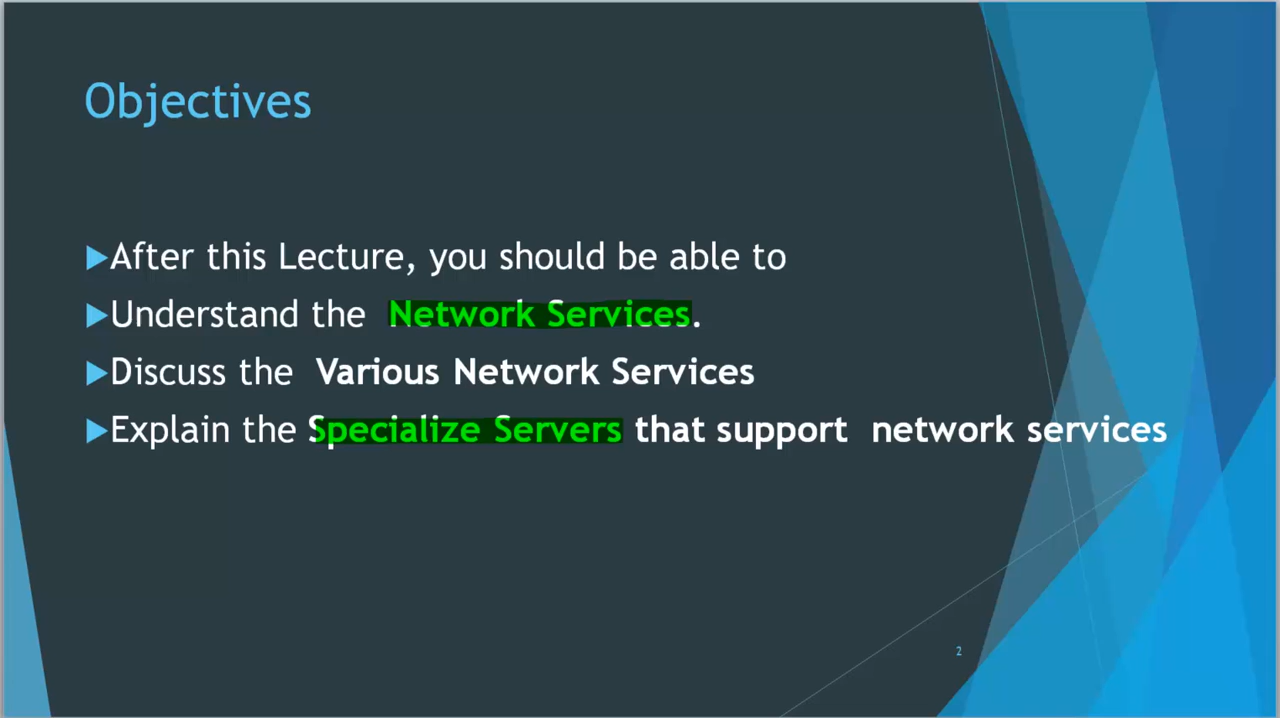 Objectives
After this Lecture, you should be able to
Understand the Network Services.
Discuss the Various Network Services
Explain the Specialize Servers that support network services
2